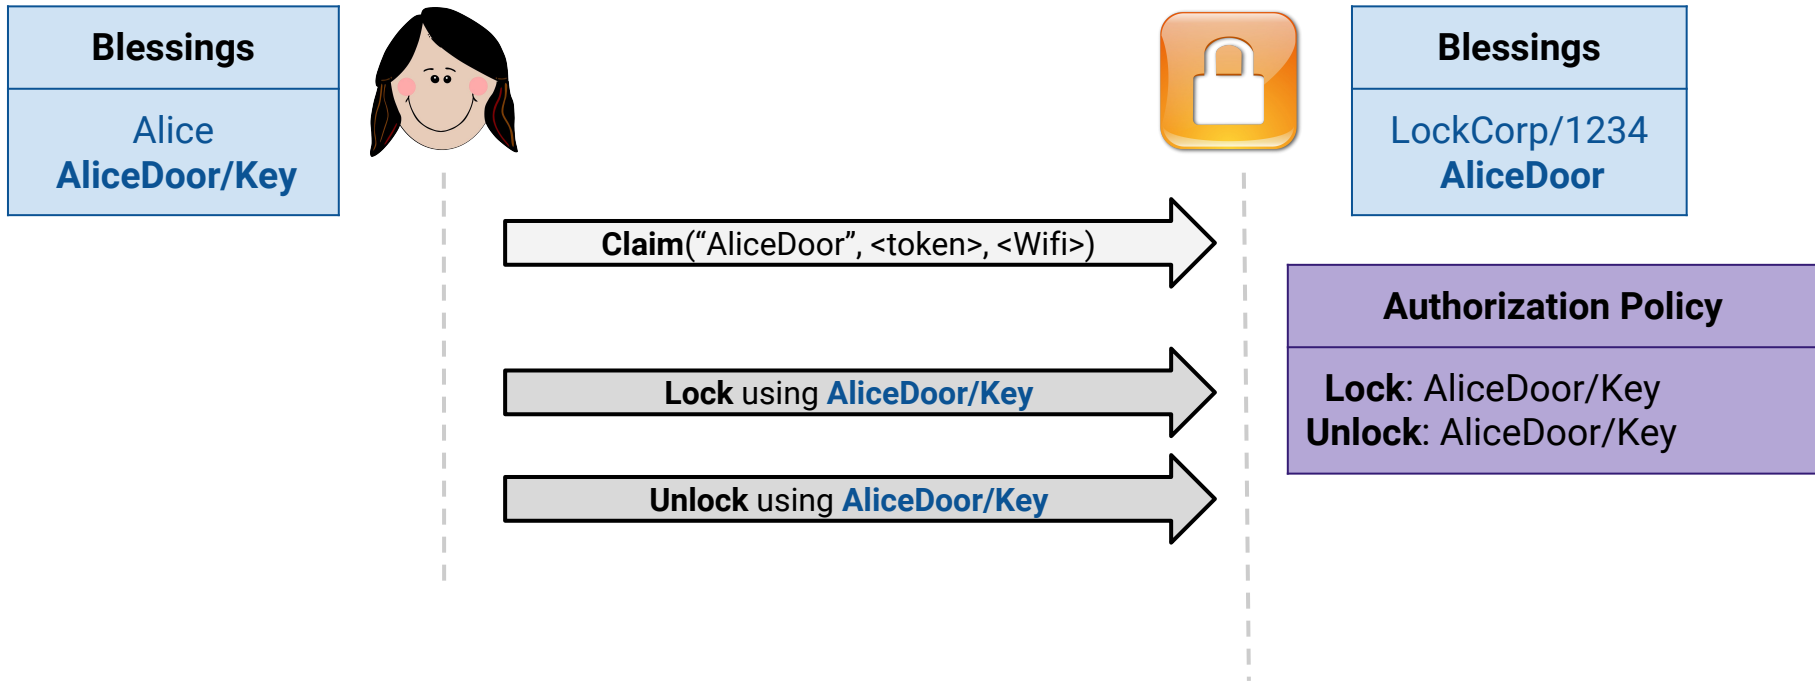 Blessings
Alice
AliceDoor/Key
Blessings
LockCorp/1234
AliceDoor
Claim(“AliceDoor”, <token>, <Wifi>)
Authorization Policy
Lock: AliceDoor/Key
Unlock: AliceDoor/Key
Lock using AliceDoor/Key
Unlock using AliceDoor/Key